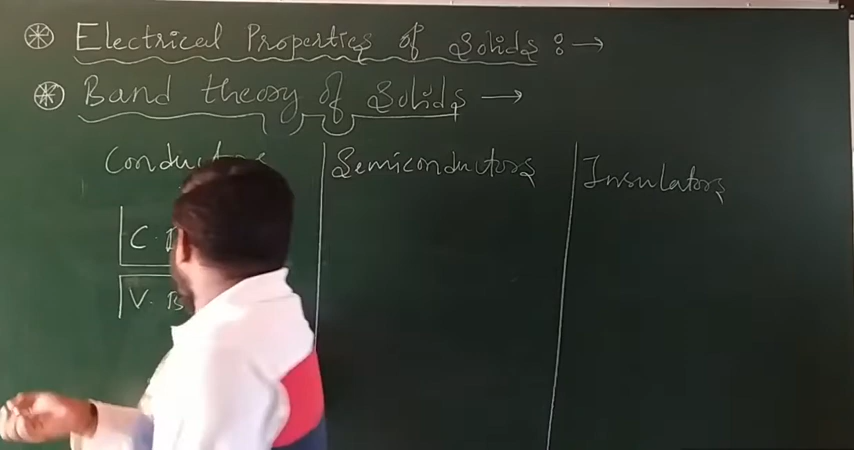 Electrical Properties of Solids :→
Band theory of Solids →
Semiconductors Insulators
C.
V. B